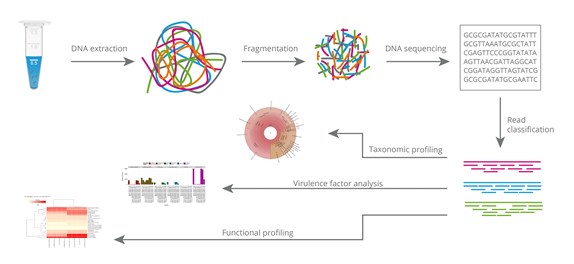 DNA extraction
Fragmentation
DNA sequencing
GCGCGATATGCGTATTT
GCGTTAAATGCGCTATT
CGAGTTCCCGGTATATA
AGTTAACGATTAGGCAT
CGGATAGGTTAGTATCG
GCGCGATATGCGAATTC
Read
classification
Taxonomic profiling
Virulence factor analysis
Functional profiling